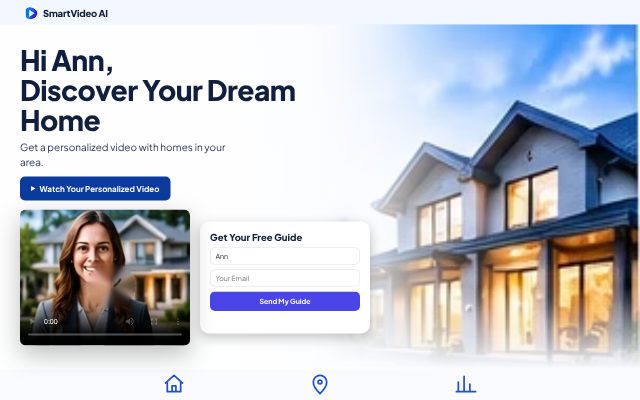 SmartVideo AI
Hi Ann,
Discover Your Dream
Home
Get a personalized video with homes in your
area.
Watch Your Personalized Video
Get Your Free Guide
Ann
Your Email
Send My Guide
0:00